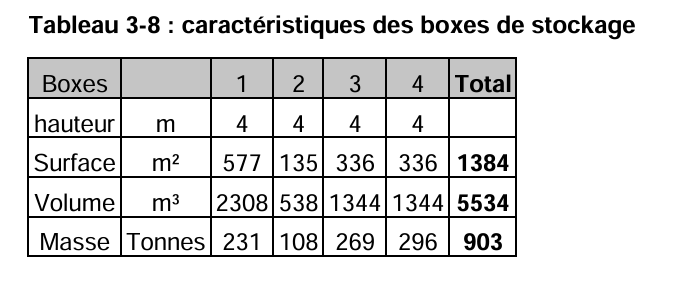 Tableau 3-8 : caractéristiques des boxes de stockage
Boxes 1 2 3 4 Total
hauteur m 4 4 4 4
Surface m² 577 135 336 336 1384
Volume m³ 2308 538 1344 1344 5534
Masse Tonnes 231 108 269 296 903